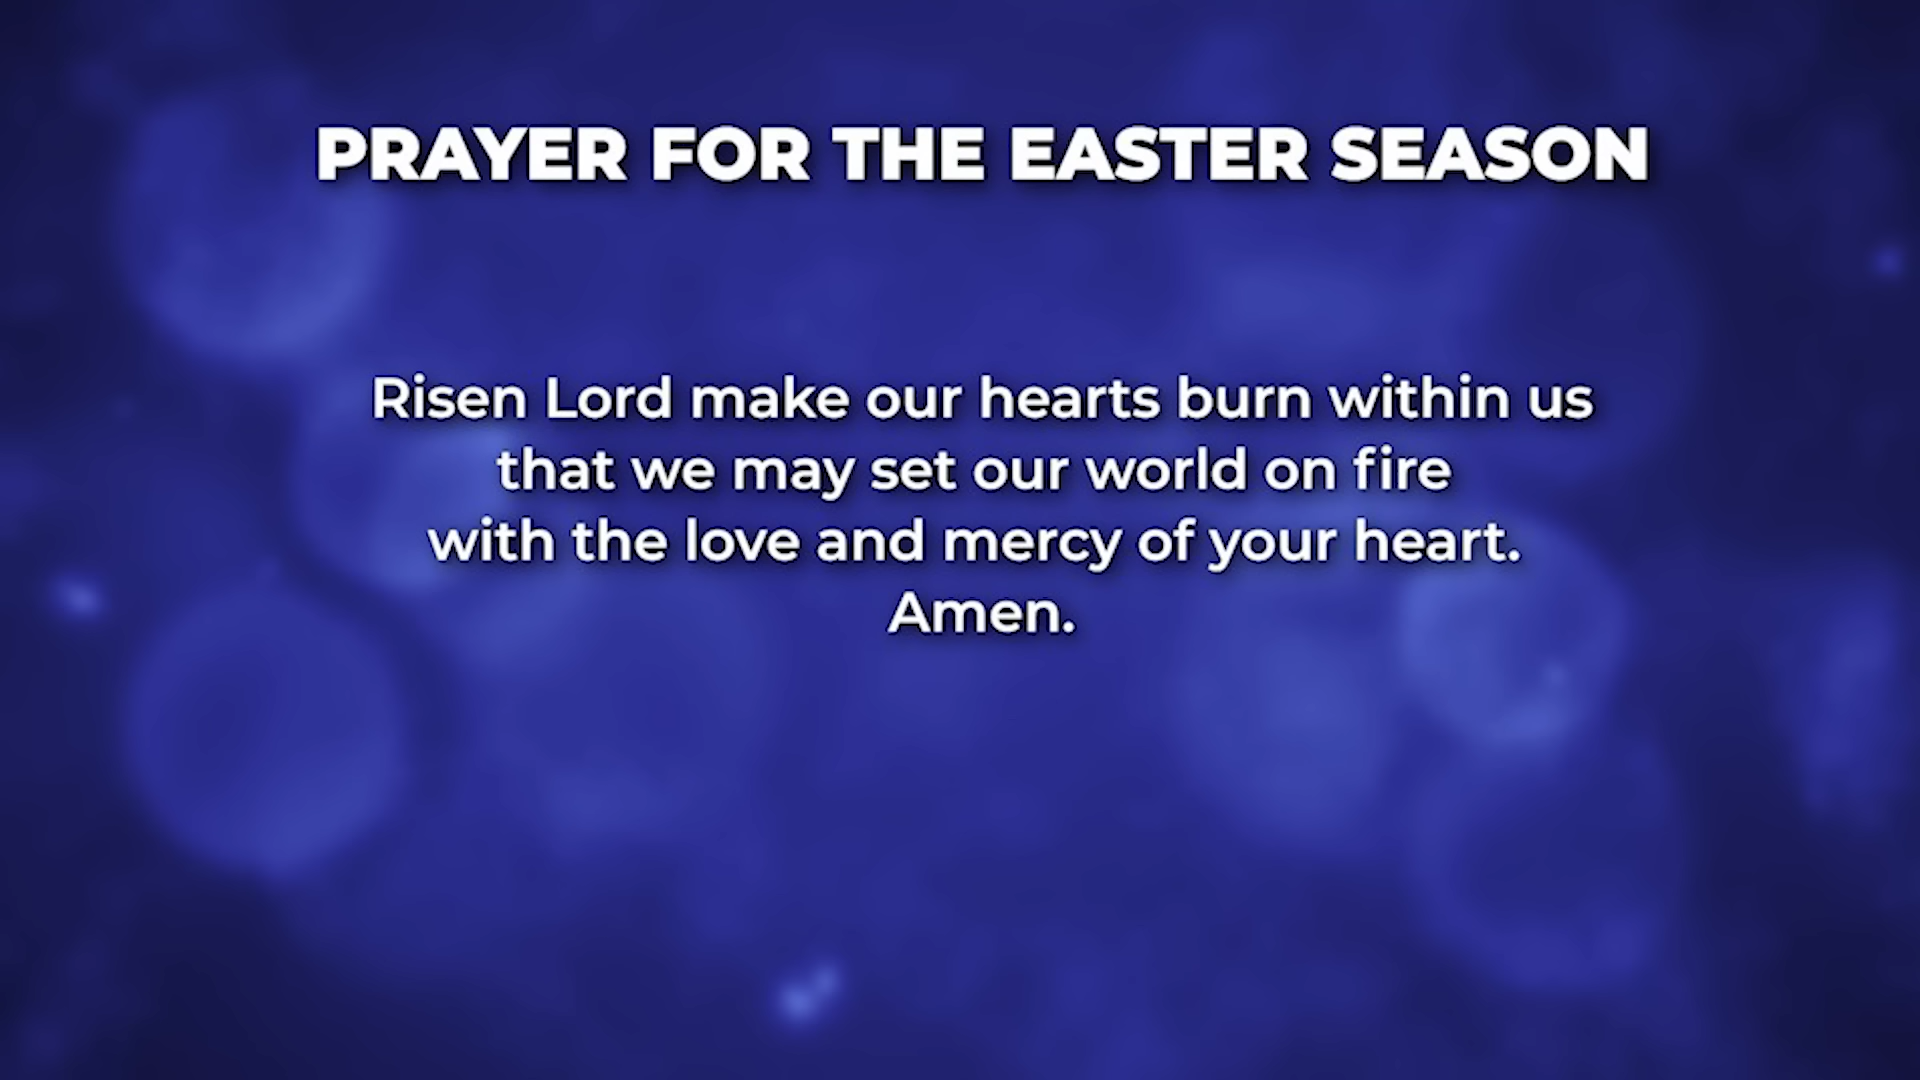 PRAYER FOR THE EASTER SEASON
Risen Lord make our hearts burn within us
that we may set our world on fire
with the love and mercy of your heart.
Amen.